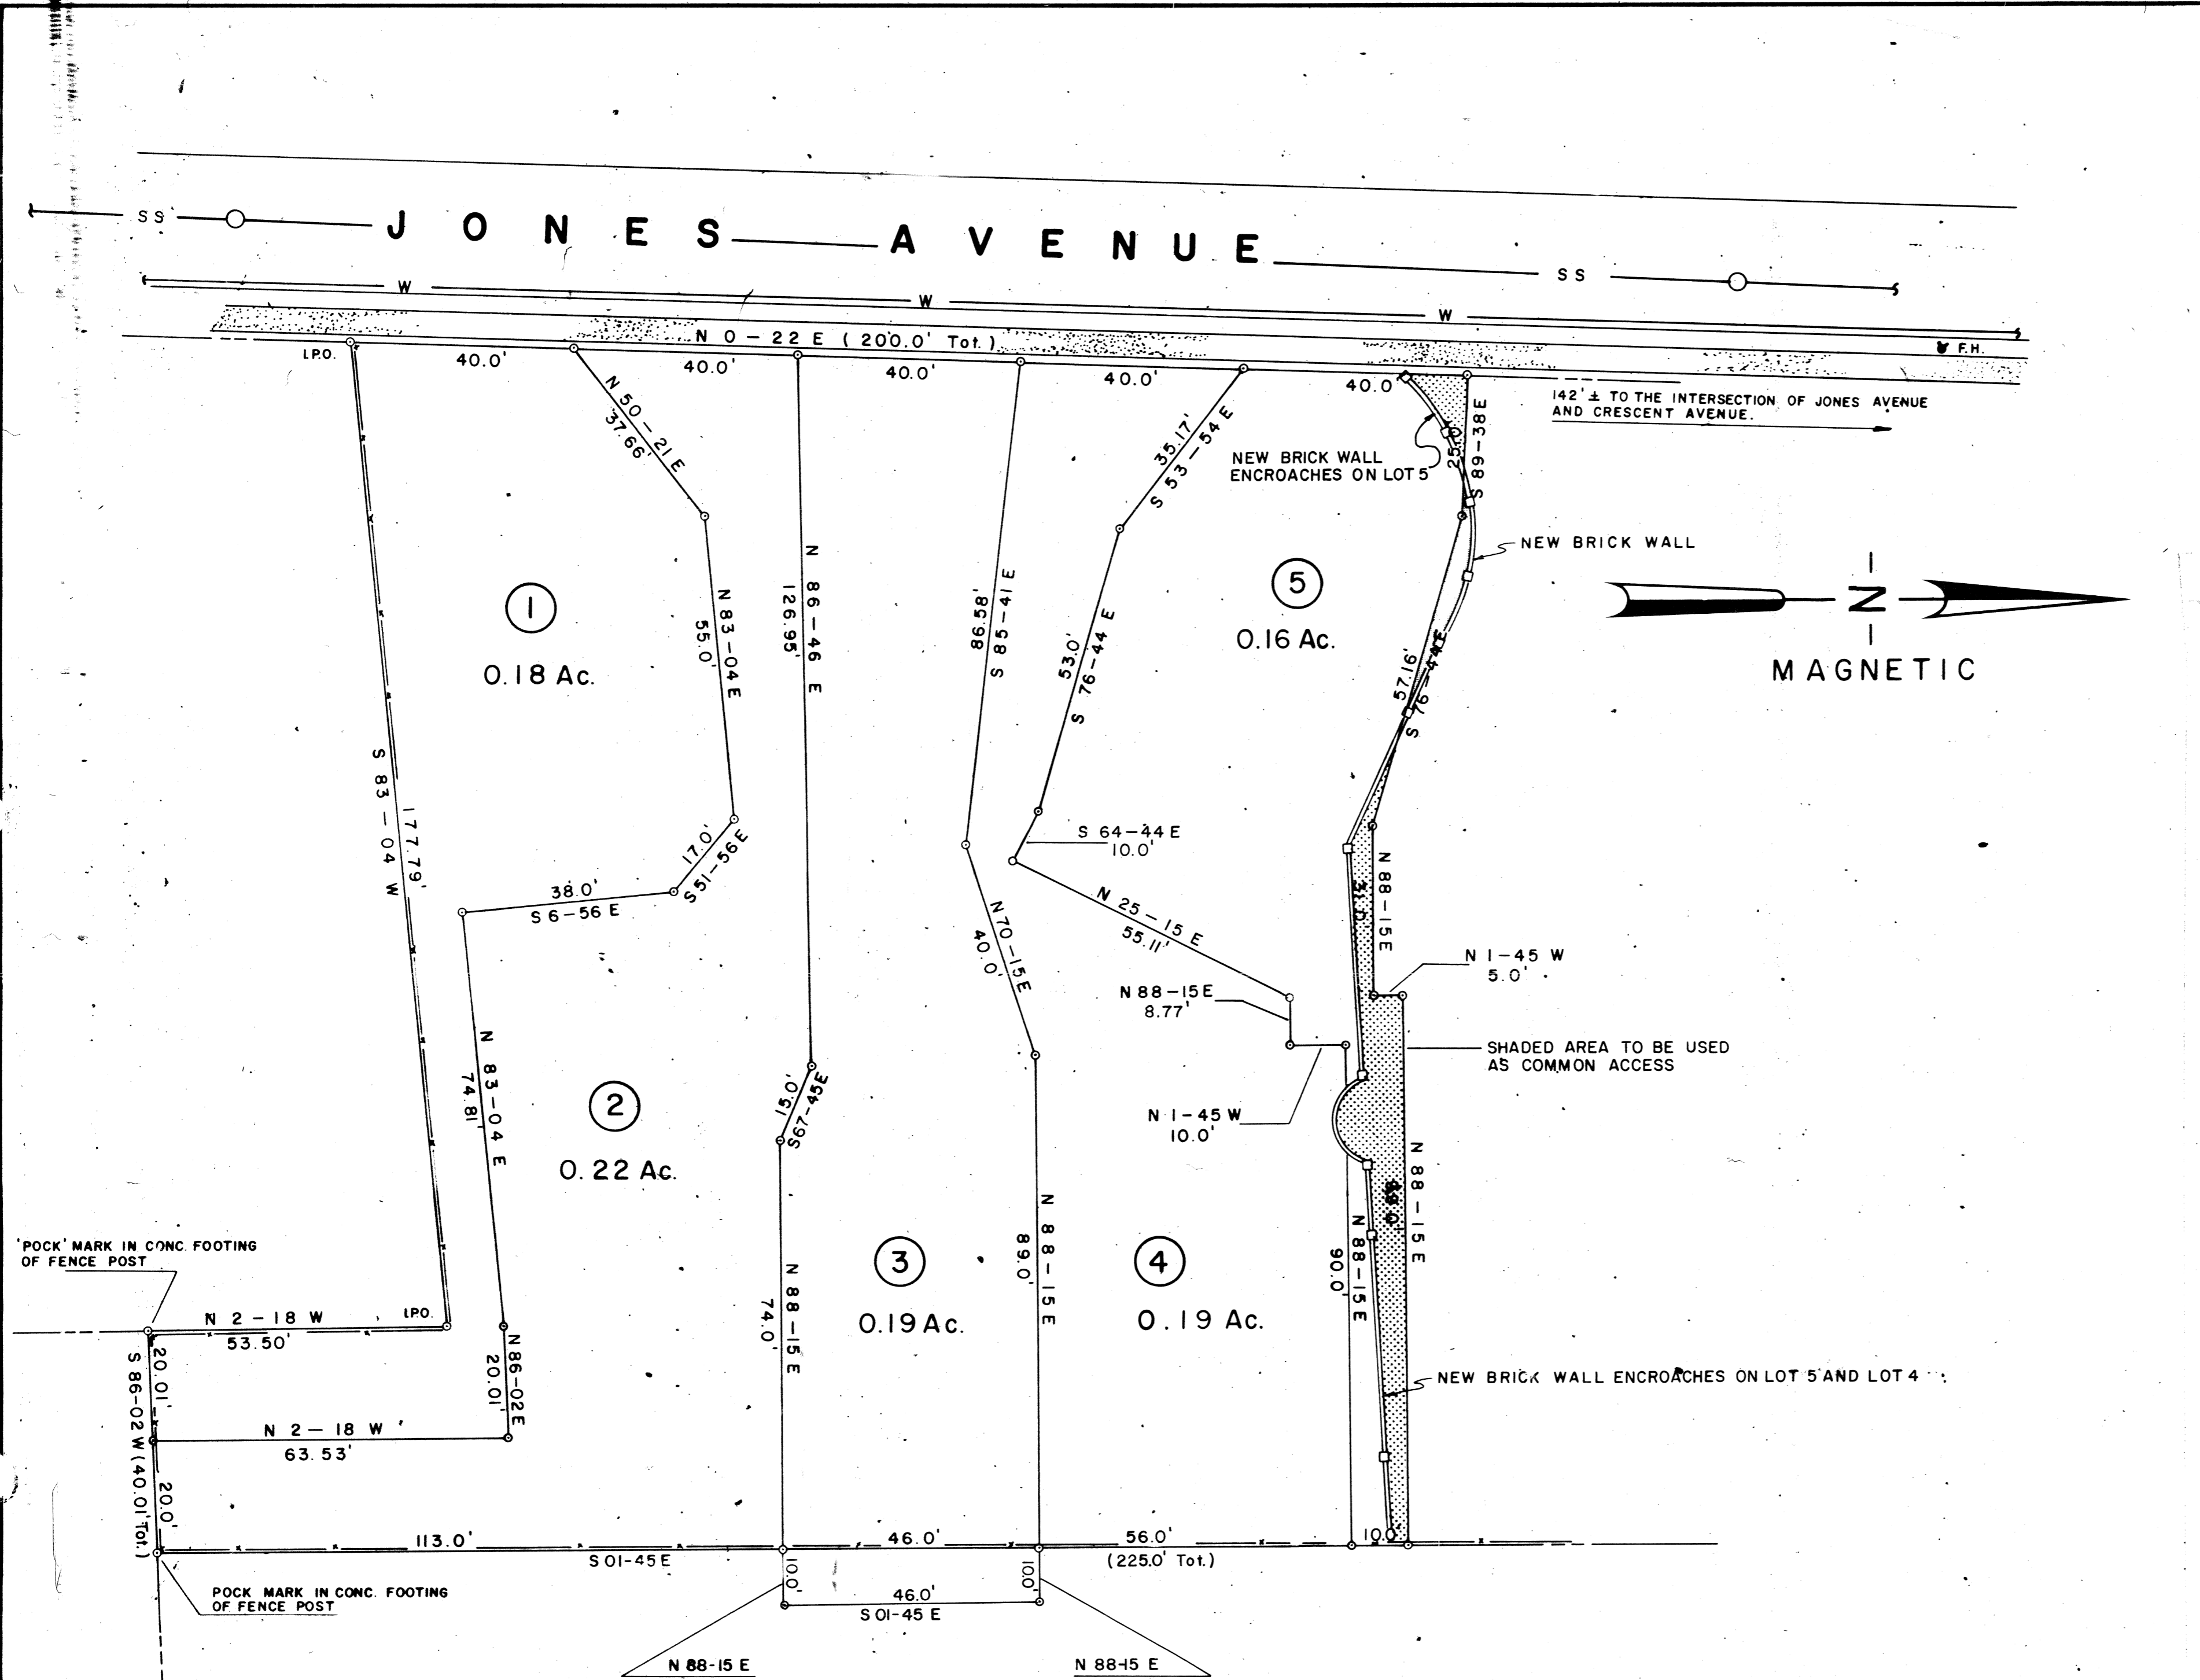 SS
JONES AVENUE
SS
W
W
W
I.P.O.
N 0-22 E (200.0' Tot.)
F.H.
40.0'
40.0'
40.0'
40.0'
40.0'
142' ± TO THE INTERSECTION OF JONES AVENUE
AND CRESCENT AVENUE.
N 50-21 E
37.66'
35.17'
S 53-54 E
NEW BRICK WALL
ENCROACHES ON LOT 5
S 89-38E
NEW BRICK WALL
N 86-46 E
126.95'
86.58'
S 85-41 E
N 83-04 E
55.0'
1
0.18 Ac.
5
0.16 Ac.
53.0'
S 76-44 E
57.16'
S 76-44 E
N
MAGNETIC
S 83-04 W
177.79'
17.0'
S 51-56 E
38.0'
S 6-56 E
S 64-44 E
10.0'
N 25-15 E
55.11'
N 70-15 E
40.0'
N 88-15 E
N 1-45 W
5.0'
N 88-15 E
8.77'
SHADED AREA TO BE USED
AS COMMON ACCESS
N 1-45 W
10.0'
N 83-04 E
74.81'
15.0'
S 67-45 E
2
0.22 Ac.
N 88-15 E
'POCK' MARK IN CONC. FOOTING
OF FENCE POST
N 2-18 W
53.50'
I.P.O.
3
0.19 Ac.
4
0.19 Ac.
N 88-15 E
74.0'
N 88-15 E
89.0'
N 88-15 E
90.0'
20.01'
S 86-02 W (40.01' Tot.)
N 86-02 E
20.01'
NEW BRICK WALL ENCROACHES ON LOT 5 AND LOT 4
N 2-18 W
63.53'
20.0'
113.0'
S 01-45 E
46.0'
56.0'
(225.0' Tot.)
10.0'
POCK MARK IN CONC. FOOTING
OF FENCE POST
10.0'
10.0'
46.0'
S 01-45 E
N 88-15 E
N 88-15 E